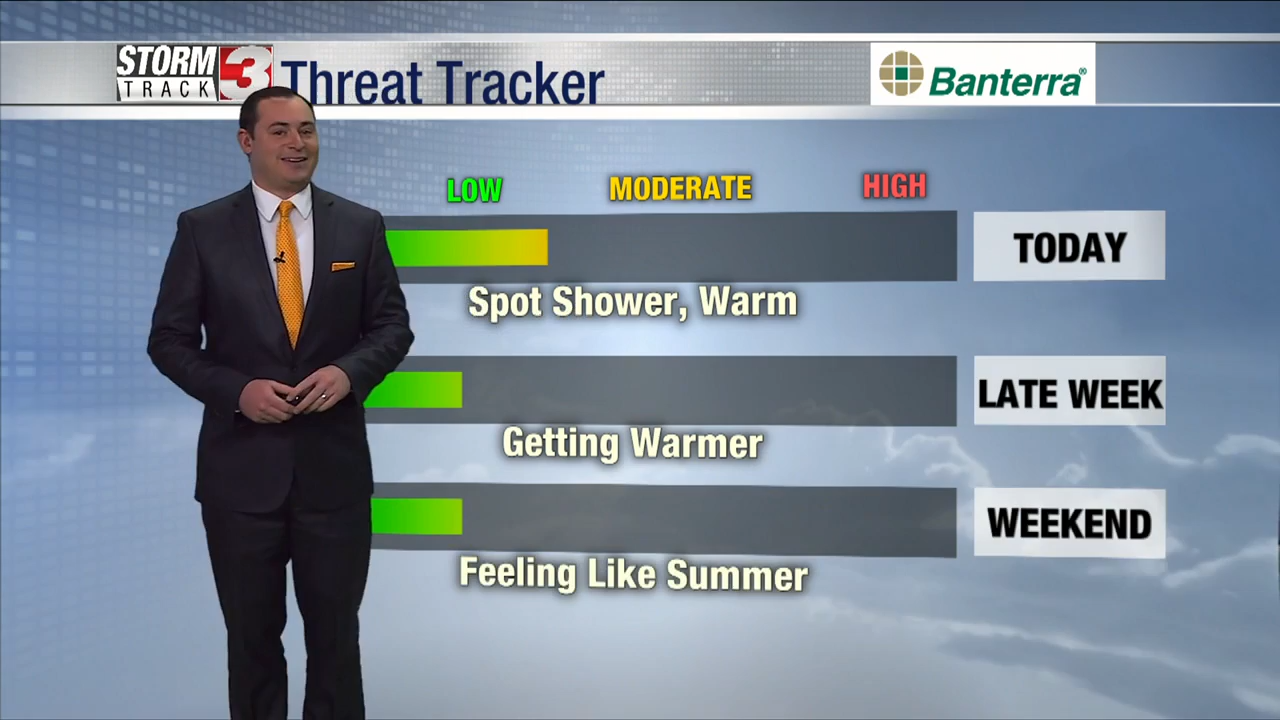 STORM
TRACK 3
Threat Tracker
Banterra®
LOW MODERATE HIGH
TODAY
Spot Shower, Warm
LATE WEEK
Getting Warmer
WEEKEND
Feeling Like Summer